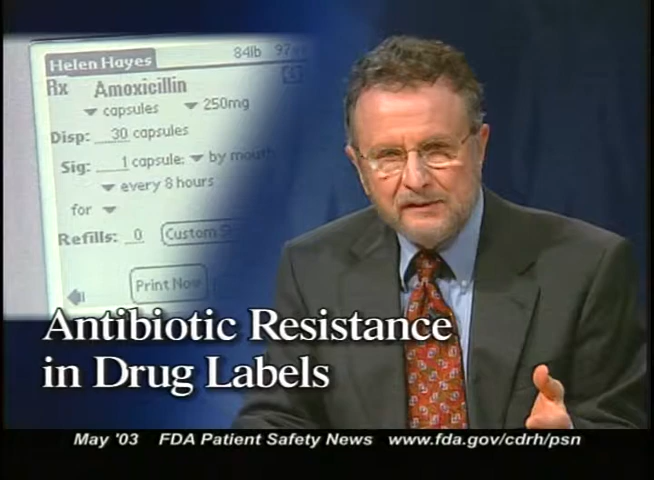 Helen Hayes 84lb
Rx Amoxicillin
capsules 250mg
Disp: 30 capsules
Sig: 1 capsule: by mouth
every 8 hours
for
Refills: 0 Custom
Print Now
Antibiotic Resistance
in Drug Labels
May '03 FDA Patient Safety News www.fda.gov/cdrh/psn